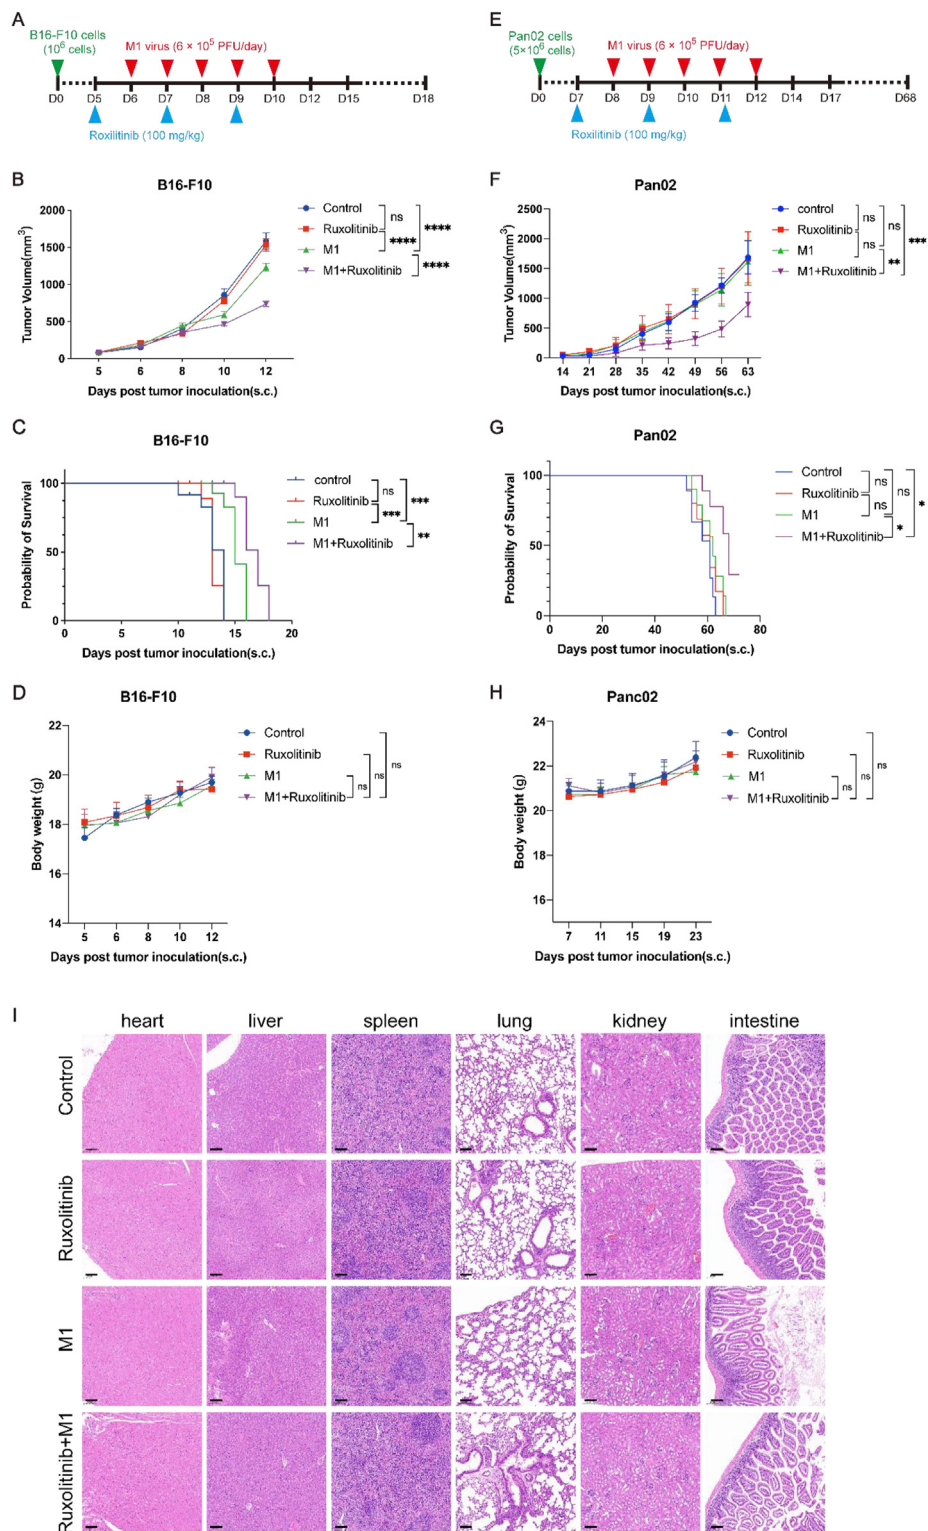 A
B16-F10 cells
(10⁶ cells)
M1 virus (6 × 10⁵ PFU/day)
D0 D5 D6 D7 D8 D9 D10 D12 D15 D18
Roxilitinib (100 mg/kg)
E
Pan02 cells
(5×10⁶ cells)
M1 virus (6 × 10⁵ PFU/day)
D0 D7 D8 D9 D10 D11 D12 D14 D17 D68
Roxilitinib (100 mg/kg)
B
B16-F10
Tumor Volume(mm³)
2000
1500
1000
500
0
5 6 8 10 12
Days post tumor inoculation(s.c.)
Control
Ruxolitinib
M1
M1+Ruxolitinib
ns
****
****
****
F
Pan02
Tumor Volume(mm³)
2500
2000
1500
1000
500
0
14 21 28 35 42 49 56 63
Days post tumor inoculation(s.c.)
control
Ruxolitinib
M1
M1+Ruxolitinib
ns
ns
ns
**
***
C
B16-F10
Probability of Survival
100
50
0
0 5 10 15 20
Days post tumor inoculation(s.c.)
control
Ruxolitinib
M1
M1+Ruxolitinib
ns
***
***
**
G
Pan02
Probability of Survival
100
50
0
0 20 40 60 80
Days post tumor inoculation(s.c.)
Control
Ruxolitinib
M1
M1+Ruxolitinib
ns
ns
ns
*
*
D
B16-F10
Body weight (g)
22
20
18
16
14
5 6 8 10 12
Days post tumor inoculation(s.c.)
Control
Ruxolitinib
M1
M1+Ruxolitinib
ns
ns
ns
H
Panc02
Body weight (g)
24
22
20
18
16
7 11 15 19 23
Days post tumor inoculation(s.c.)
Control
Ruxolitinib
M1
M1+Ruxolitinib
ns
ns
ns
I
heart liver spleen lung kidney intestine
Control
Ruxolitinib
M1
Ruxolitinib+M1